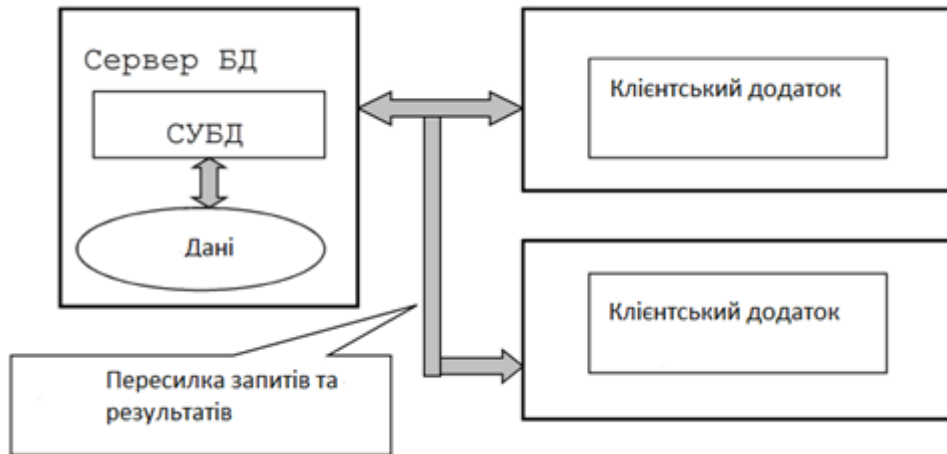 Сервер БД
СУБД
Дані
Клієнтський додаток
Клієнтський додаток
Пересилка запитів та
результатів